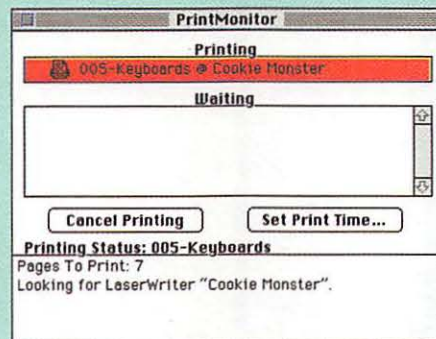 PrintMonitor
Printing
005-Keyboards @ Cookie Monster
Waiting
Cancel Printing
Set Print Time...
Printing Status: 005-Keyboards
Pages To Print: 7
Looking for LaserWriter "Cookie Monster".